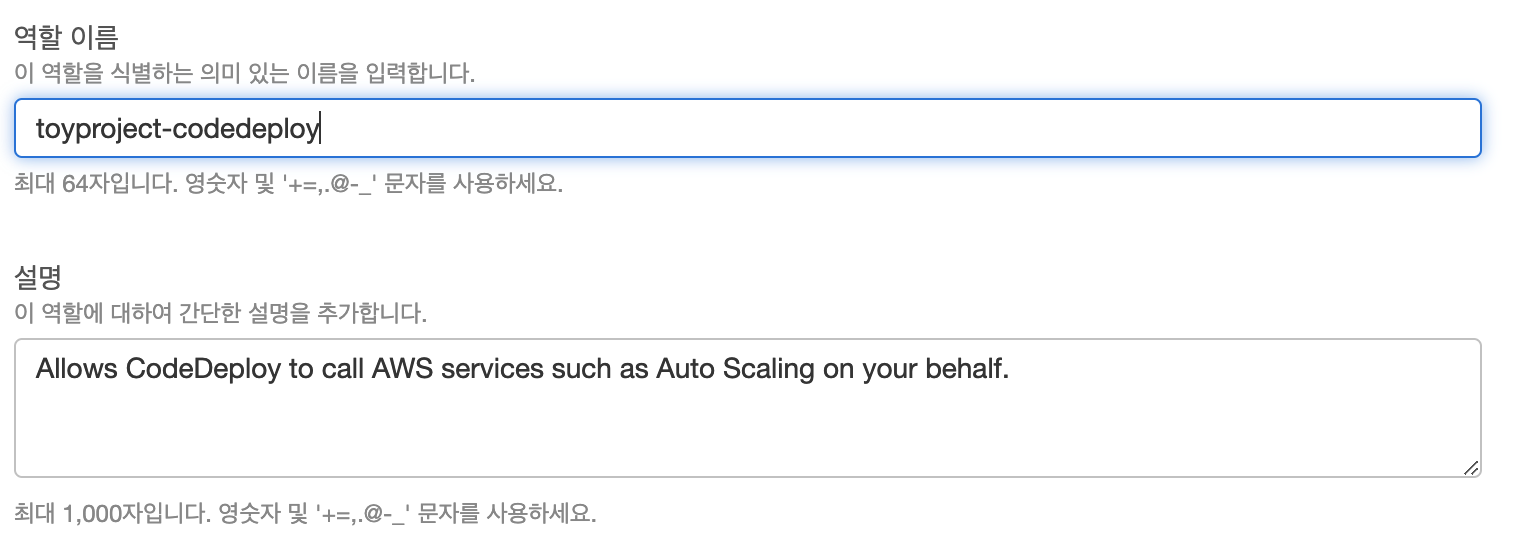 역할 이름
이 역할을 식별하는 의미 있는 이름을 입력합니다.
toyproject-codedeploy
최대 64자입니다. 영숫자 및 '+=,.@-_' 문자를 사용하세요.
설명
이 역할에 대하여 간단한 설명을 추가합니다.
Allows CodeDeploy to call AWS services such as Auto Scaling on your behalf.
최대 1,000자입니다. 영숫자 및 '+=,.@-_' 문자를 사용하세요.